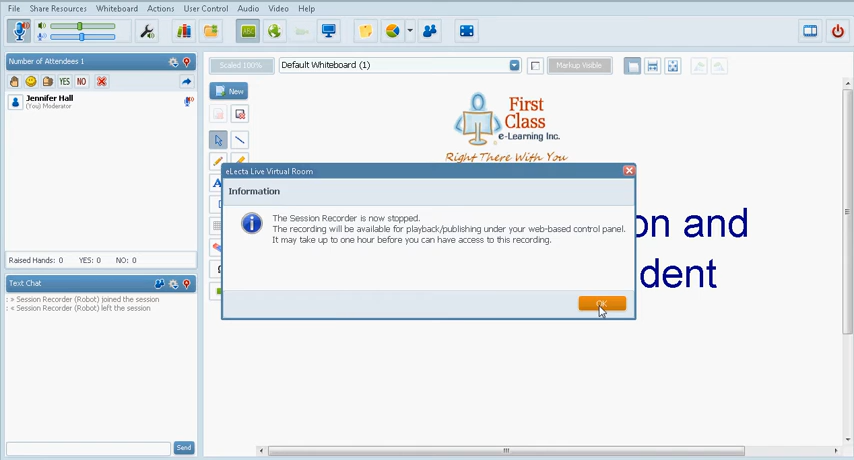 File Share Resources Whiteboard Actions User Control Audio Video Help
Number of Attendees 1
YES NO
Jennifer Hall
(You) Moderator
Raised Hands: 0 YES: 0 NO: 0
Text Chat
: > Session Recorder (Robot) joined the session
: < Session Recorder (Robot) left the session
Send
Scaled 100% Default Whiteboard (1) Markup Visible
New
First
Class
e-Learning Inc.
Right There With You
on and
dent
eLecta Live Virtual Room
Information
The Session Recorder is now stopped.
The recording will be available for playback/publishing under your web-based control panel.
It may take up to one hour before you can have access to this recording.
OK